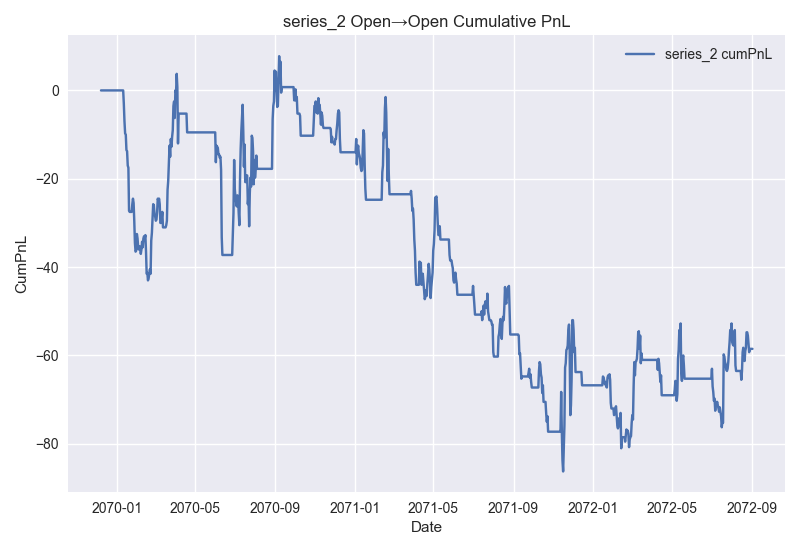 series_2 Open→Open Cumulative PnL
series_2 cumPnL
CumPnL
0
−20
−40
−60
−80
2070-01 2070-05 2070-09 2071-01 2071-05 2071-09 2072-01 2072-05 2072-09
Date